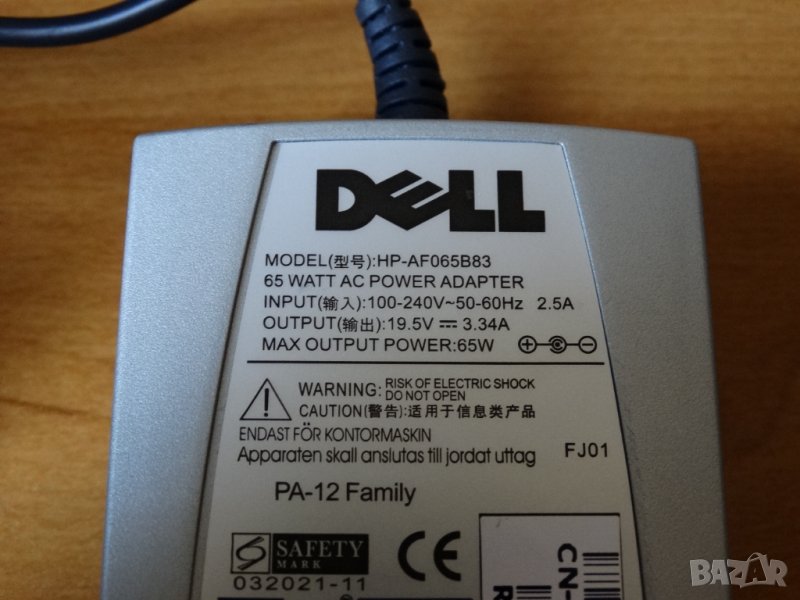 DELL
MODEL(型号):HP-AF065B83
65 WATT AC POWER ADAPTER
INPUT(输入):100-240V~50-60Hz 2.5A
OUTPUT(输出):19.5V⎓3.34A
MAX OUTPUT POWER:65W
WARNING: RISK OF ELECTRIC SHOCK
DO NOT OPEN
CAUTION(警告):适用于信息类产品
ENDAST FÖR KONTORMASKIN
Apparaten skall anslutas till jordat uttag
FJ01
PA-12 Family
SAFETY
MARK
032021-11
CE
CN-
BAZAR